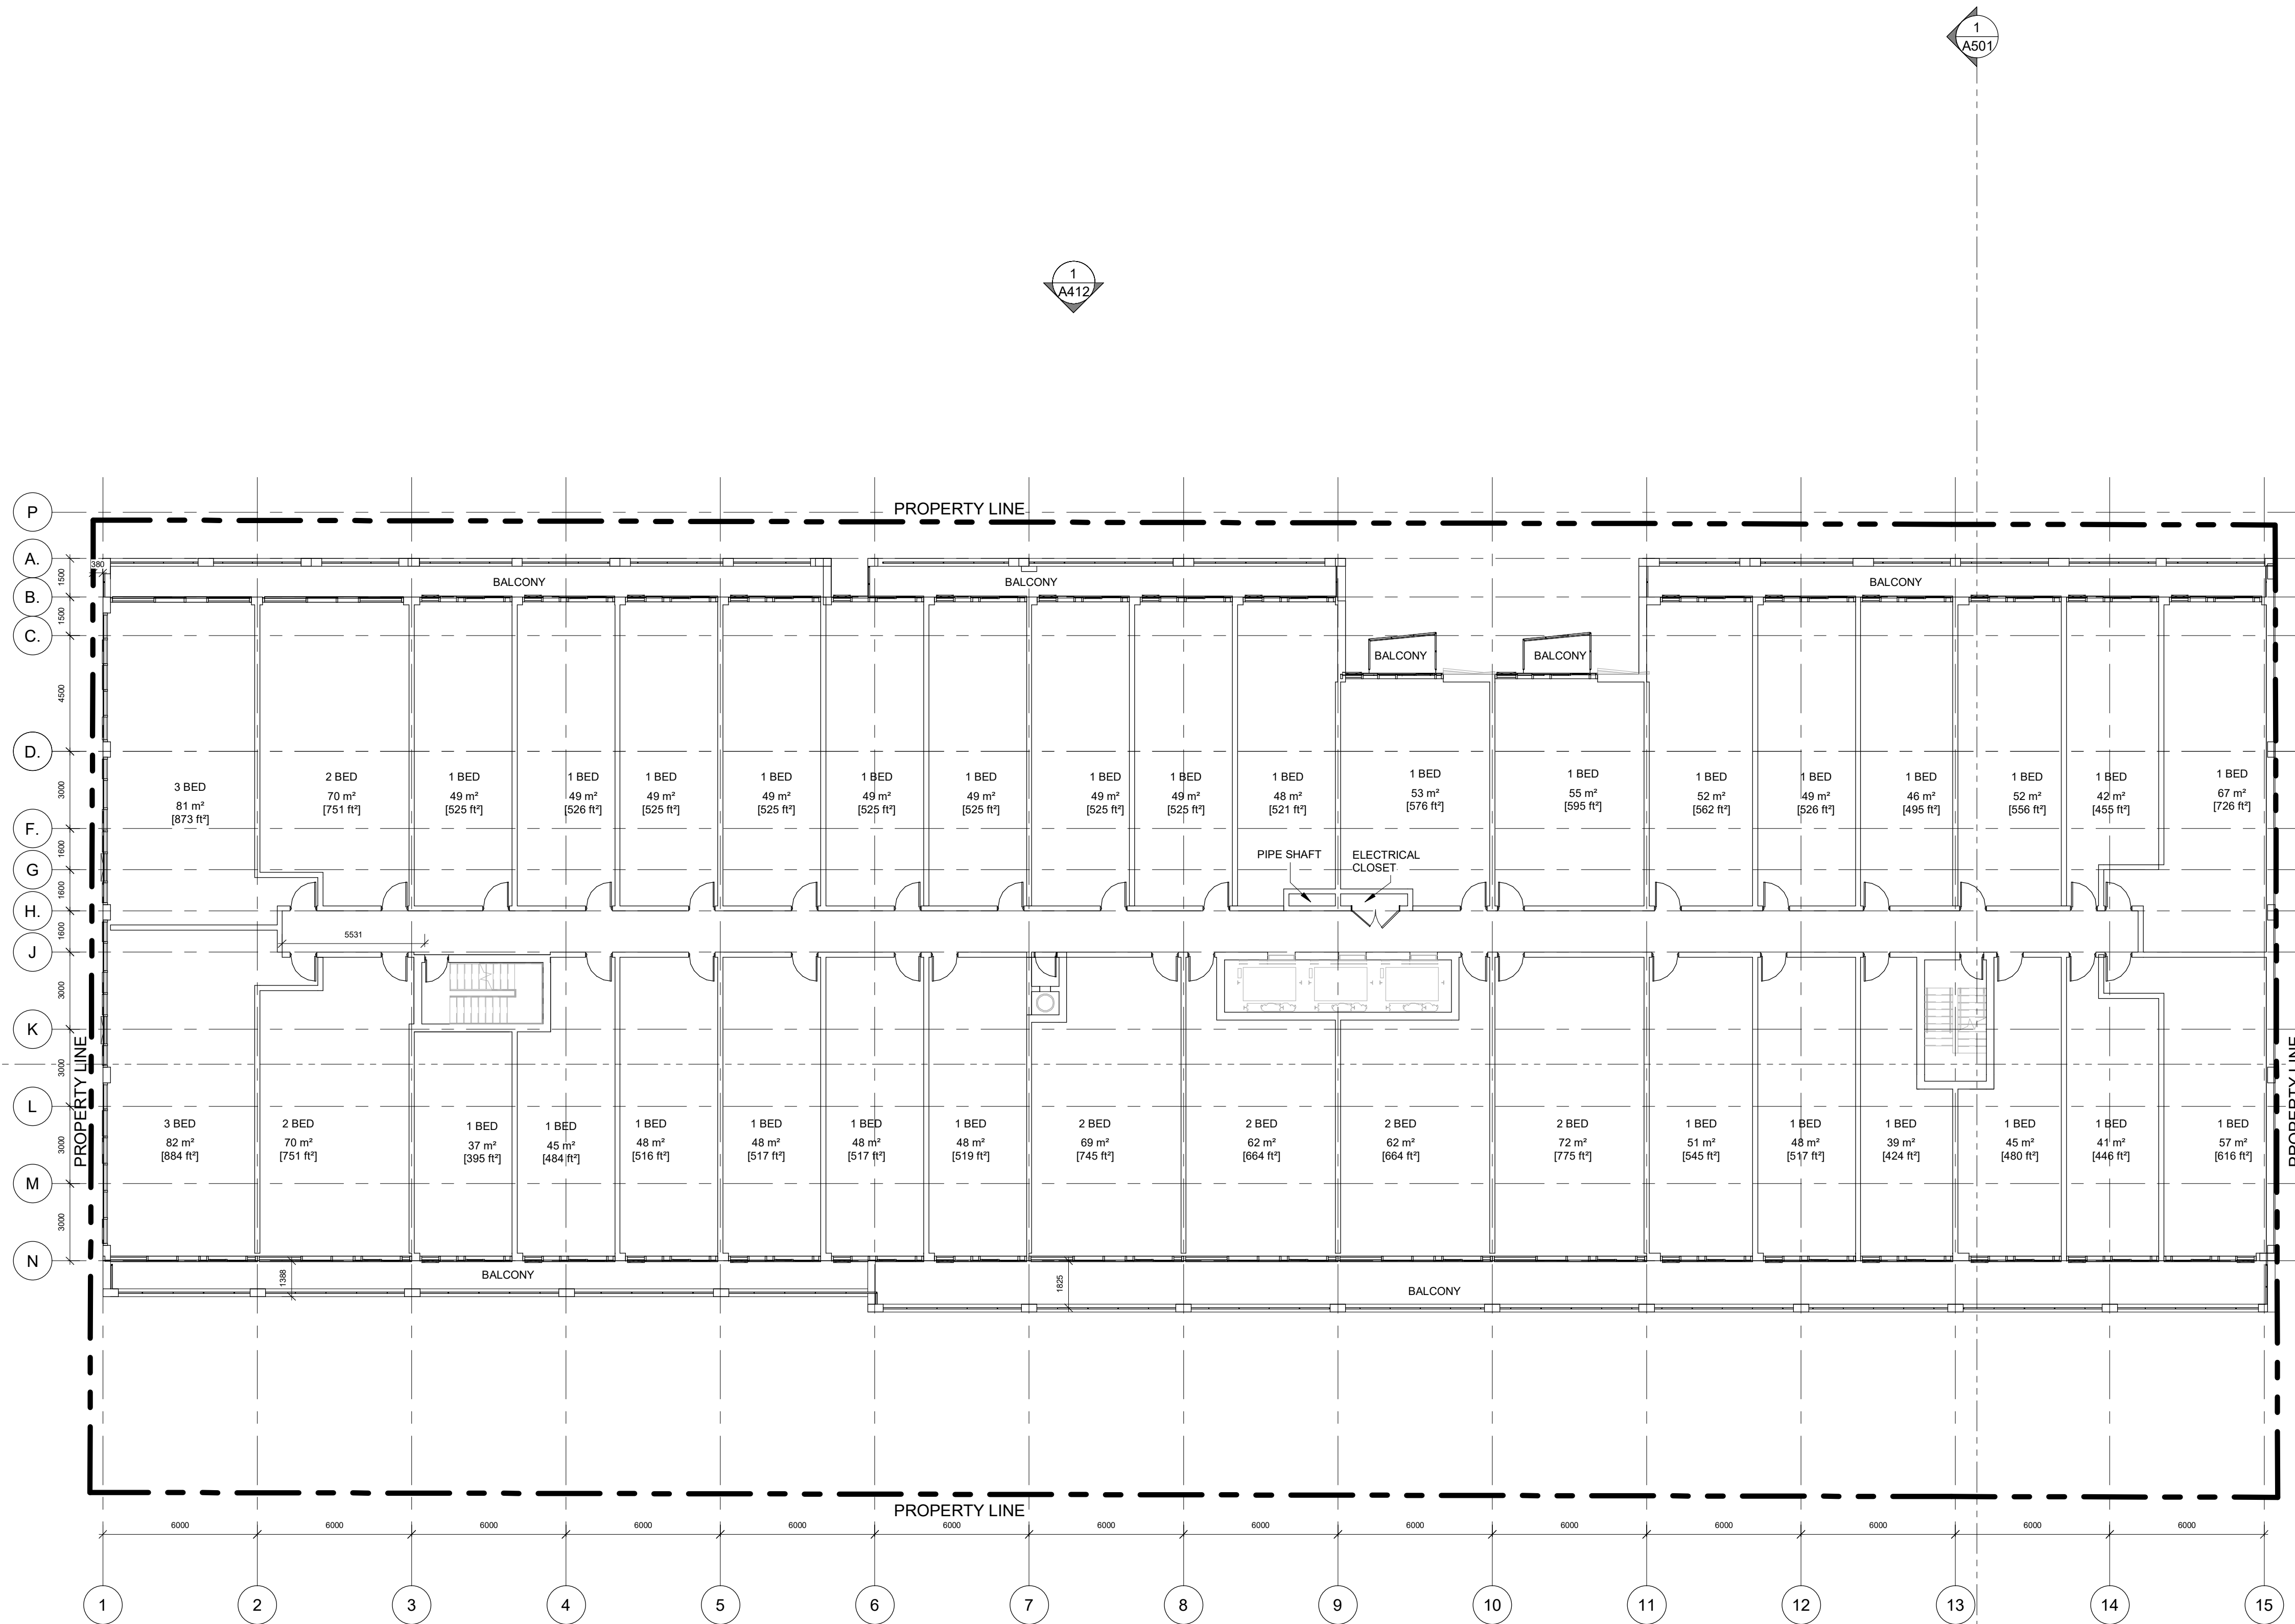 1
A501
1
A412
PROPERTY LINE
P
A.
B.
C.
D.
F.
G
H.
J
K
L
M
N
380
1500
1500
4500
3000
1600
1600
1600
3000
3000
3000
3000
BALCONY
BALCONY
BALCONY
BALCONY
BALCONY
3 BED
81 m²
[873 ft²]
2 BED
70 m²
[751 ft²]
1 BED
49 m²
[525 ft²]
1 BED
49 m²
[526 ft²]
1 BED
49 m²
[525 ft²]
1 BED
49 m²
[525 ft²]
1 BED
49 m²
[525 ft²]
1 BED
49 m²
[525 ft²]
1 BED
49 m²
[525 ft²]
1 BED
49 m²
[525 ft²]
1 BED
48 m²
[521 ft²]
1 BED
53 m²
[576 ft²]
1 BED
55 m²
[595 ft²]
1 BED
52 m²
[562 ft²]
1 BED
49 m²
[526 ft²]
1 BED
46 m²
[495 ft²]
1 BED
52 m²
[556 ft²]
1 BED
42 m²
[455 ft²]
1 BED
67 m²
[726 ft²]
PIPE SHAFT
ELECTRICAL
CLOSET
5531
PROPERTY LINE
PROPERTY LINE
3 BED
82 m²
[884 ft²]
2 BED
70 m²
[751 ft²]
1 BED
37 m²
[395 ft²]
1 BED
45 m²
[484 ft²]
1 BED
48 m²
[516 ft²]
1 BED
48 m²
[517 ft²]
1 BED
48 m²
[517 ft²]
1 BED
48 m²
[519 ft²]
2 BED
69 m²
[745 ft²]
2 BED
62 m²
[664 ft²]
2 BED
62 m²
[664 ft²]
2 BED
72 m²
[775 ft²]
1 BED
51 m²
[545 ft²]
1 BED
48 m²
[517 ft²]
1 BED
39 m²
[424 ft²]
1 BED
45 m²
[480 ft²]
1 BED
41 m²
[446 ft²]
1 BED
57 m²
[616 ft²]
1388
BALCONY
1825
BALCONY
PROPERTY LINE
6000
6000
6000
6000
6000
6000
6000
6000
6000
6000
6000
6000
6000
6000
1
2
3
4
5
6
7
8
9
10
11
12
13
14
15